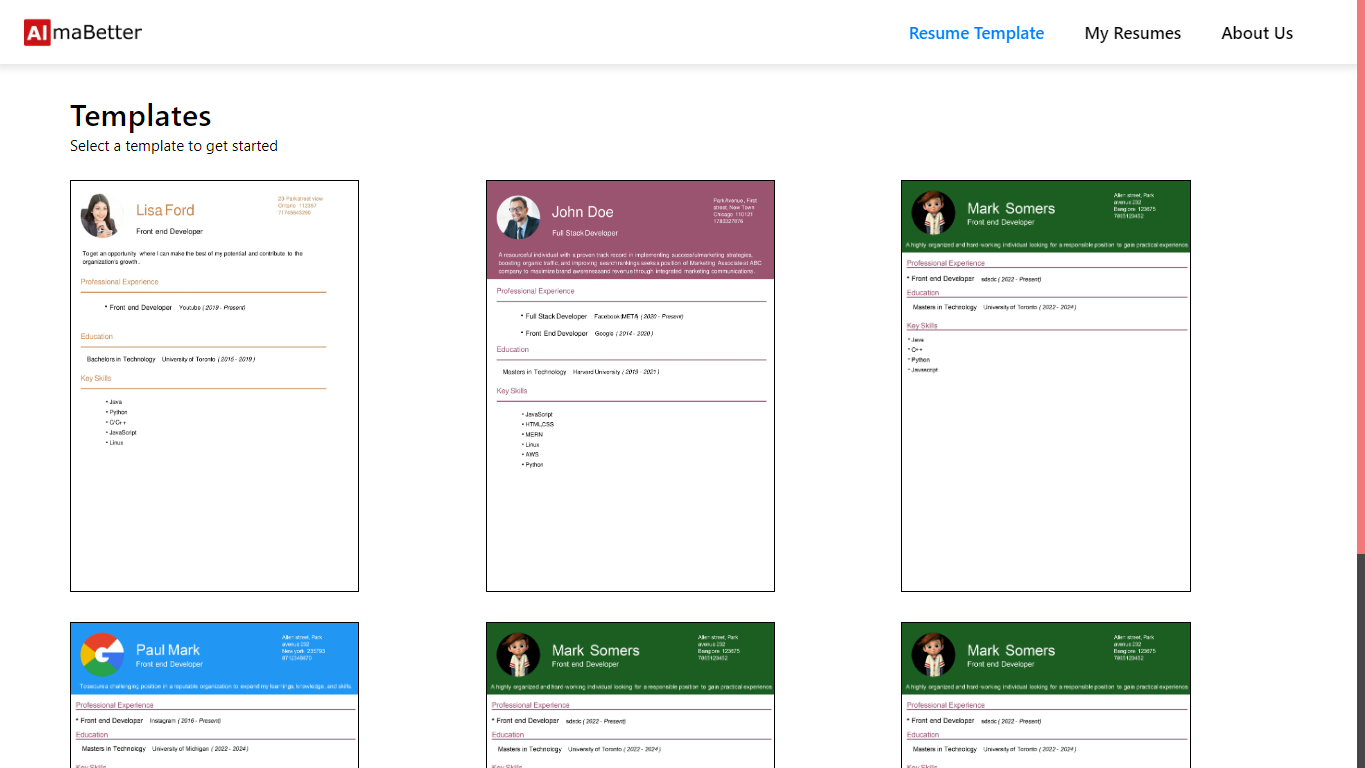 AlmaBetter
Resume Template
My Resumes
About Us
Templates
Select a template to get started
Lisa Ford
Front end Developer
Ontario 112367
To get an opportunity where I can make the best of my potential and contribute to the
organization's growth.
Professional Experience
• Front end Developer Youtube ( 2019 - Present)
Education
Bachelors in Technology University of Toronto ( 2015 - 2019 )
Key Skills
• Java
• Python
• C/C++
• JavaScript
• Linux
John Doe
Full Stack Developer
Park Avenue, First
street, New Town
Chicago 110121
A resourceful individual with a proven track record in implementing successful marketing strategies,
boosting organic traffic, and improving search rankings seeks a position of Marketing Associate at ABC
company to maximize brand awareness and revenue through integrated marketing communications.
Professional Experience
• Full Stack Developer Facebook(META) ( 2020 - Present)
• Front End Developer Google ( 2014 - 2020 )
Education
Masters in Technology Harvard University ( 2019 - 2021 )
Key Skills
• JavaScript
• HTML,CSS
• MERN
• Linux
• AWS
• Python
Mark Somers
Front end Developer
Allen street, Park
avenue 232
Banglore 123675
A highly organized and hard-working individual looking for a responsible position to gain practical experience.
Professional Experience
• Front end Developer sdsdc ( 2022 - Present)
Education
Masters in Technology University of Toronto ( 2022 - 2024 )
Key Skills
• Java
• C++
• Python
• Javascript
Paul Mark
Front end Developer
Allen street, Park
avenue 232
To secure a challenging position in a reputable organization to expand my learnings, knowledge, and skills.
Professional Experience
• Front end Developer Instagram ( 2016 - Present)
Education
Masters in Technology University of Michigan ( 2022 - 2024 )
Key Skills
Mark Somers
Front end Developer
Allen street, Park
avenue 232
Banglore 123675
A highly organized and hard-working individual looking for a responsible position to gain practical experience.
Professional Experience
• Front end Developer sdsdc ( 2022 - Present)
Education
Masters in Technology University of Toronto ( 2022 - 2024 )
Key Skills
Mark Somers
Front end Developer
Allen street, Park
avenue 232
Banglore 123675
A highly organized and hard-working individual looking for a responsible position to gain practical experience.
Professional Experience
• Front end Developer sdsdc ( 2022 - Present)
Education
Masters in Technology University of Toronto ( 2022 - 2024 )
Key Skills